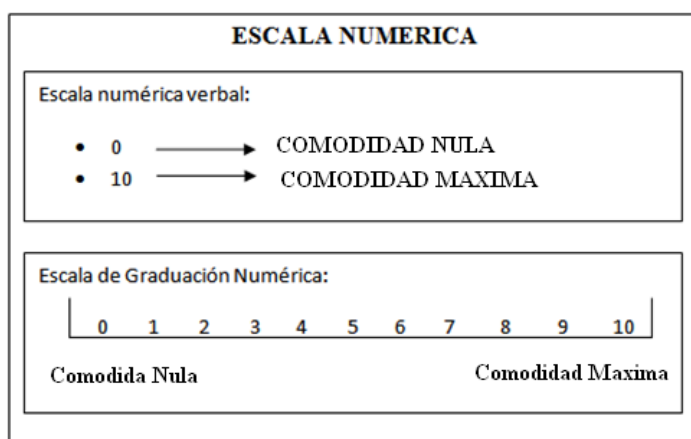 ESCALA NUMERICA
Escala numérica verbal:
• 0 COMODIDAD NULA
• 10 COMODIDAD MAXIMA
Escala de Graduación Numérica:
0 1 2 3 4 5 6 7 8 9 10
Comodida Nula Comodidad Maxima